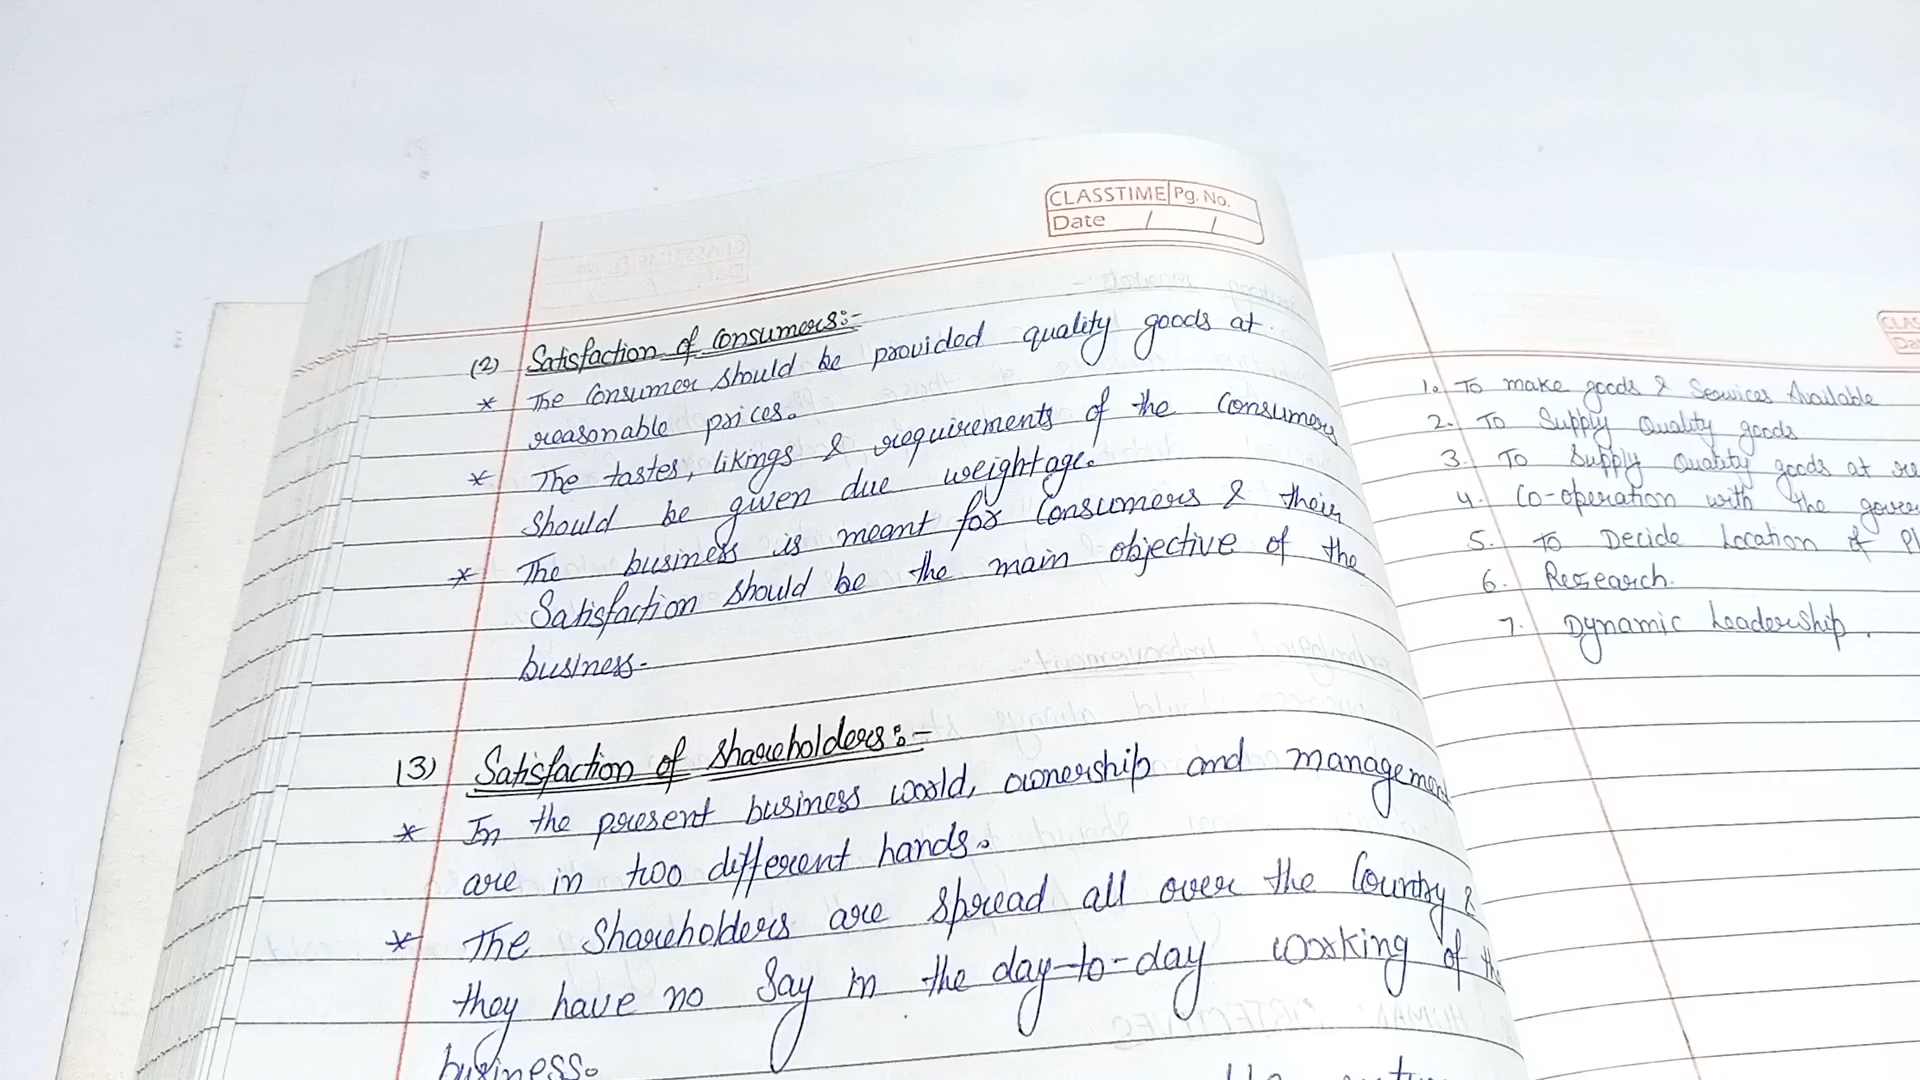 CLASSTIME Pg. No.
Date / /
(2) Satisfaction of Consumers:-
* The Consumer should be provided quality goods at
reasonable prices.
* The tastes, likings & requirements of the Consumers
should be given due weightage.
* The business is meant for Consumers & their
Satisfaction should be the main objective of the
business.
(3) Satisfaction of Shareholders:-
* In the present business world, ownership and managemen
are in two different hands.
* The Shareholders are spread all over the Country &
they have no say in the day-to-day working of the
business.
1. To make goods & Services Available
2. To Supply Quality goods
3. To Supply Quality goods at re
4. Co-operation with the gover
5. To Decide Location of Pl
6. Research.
7. Dynamic Leadership.